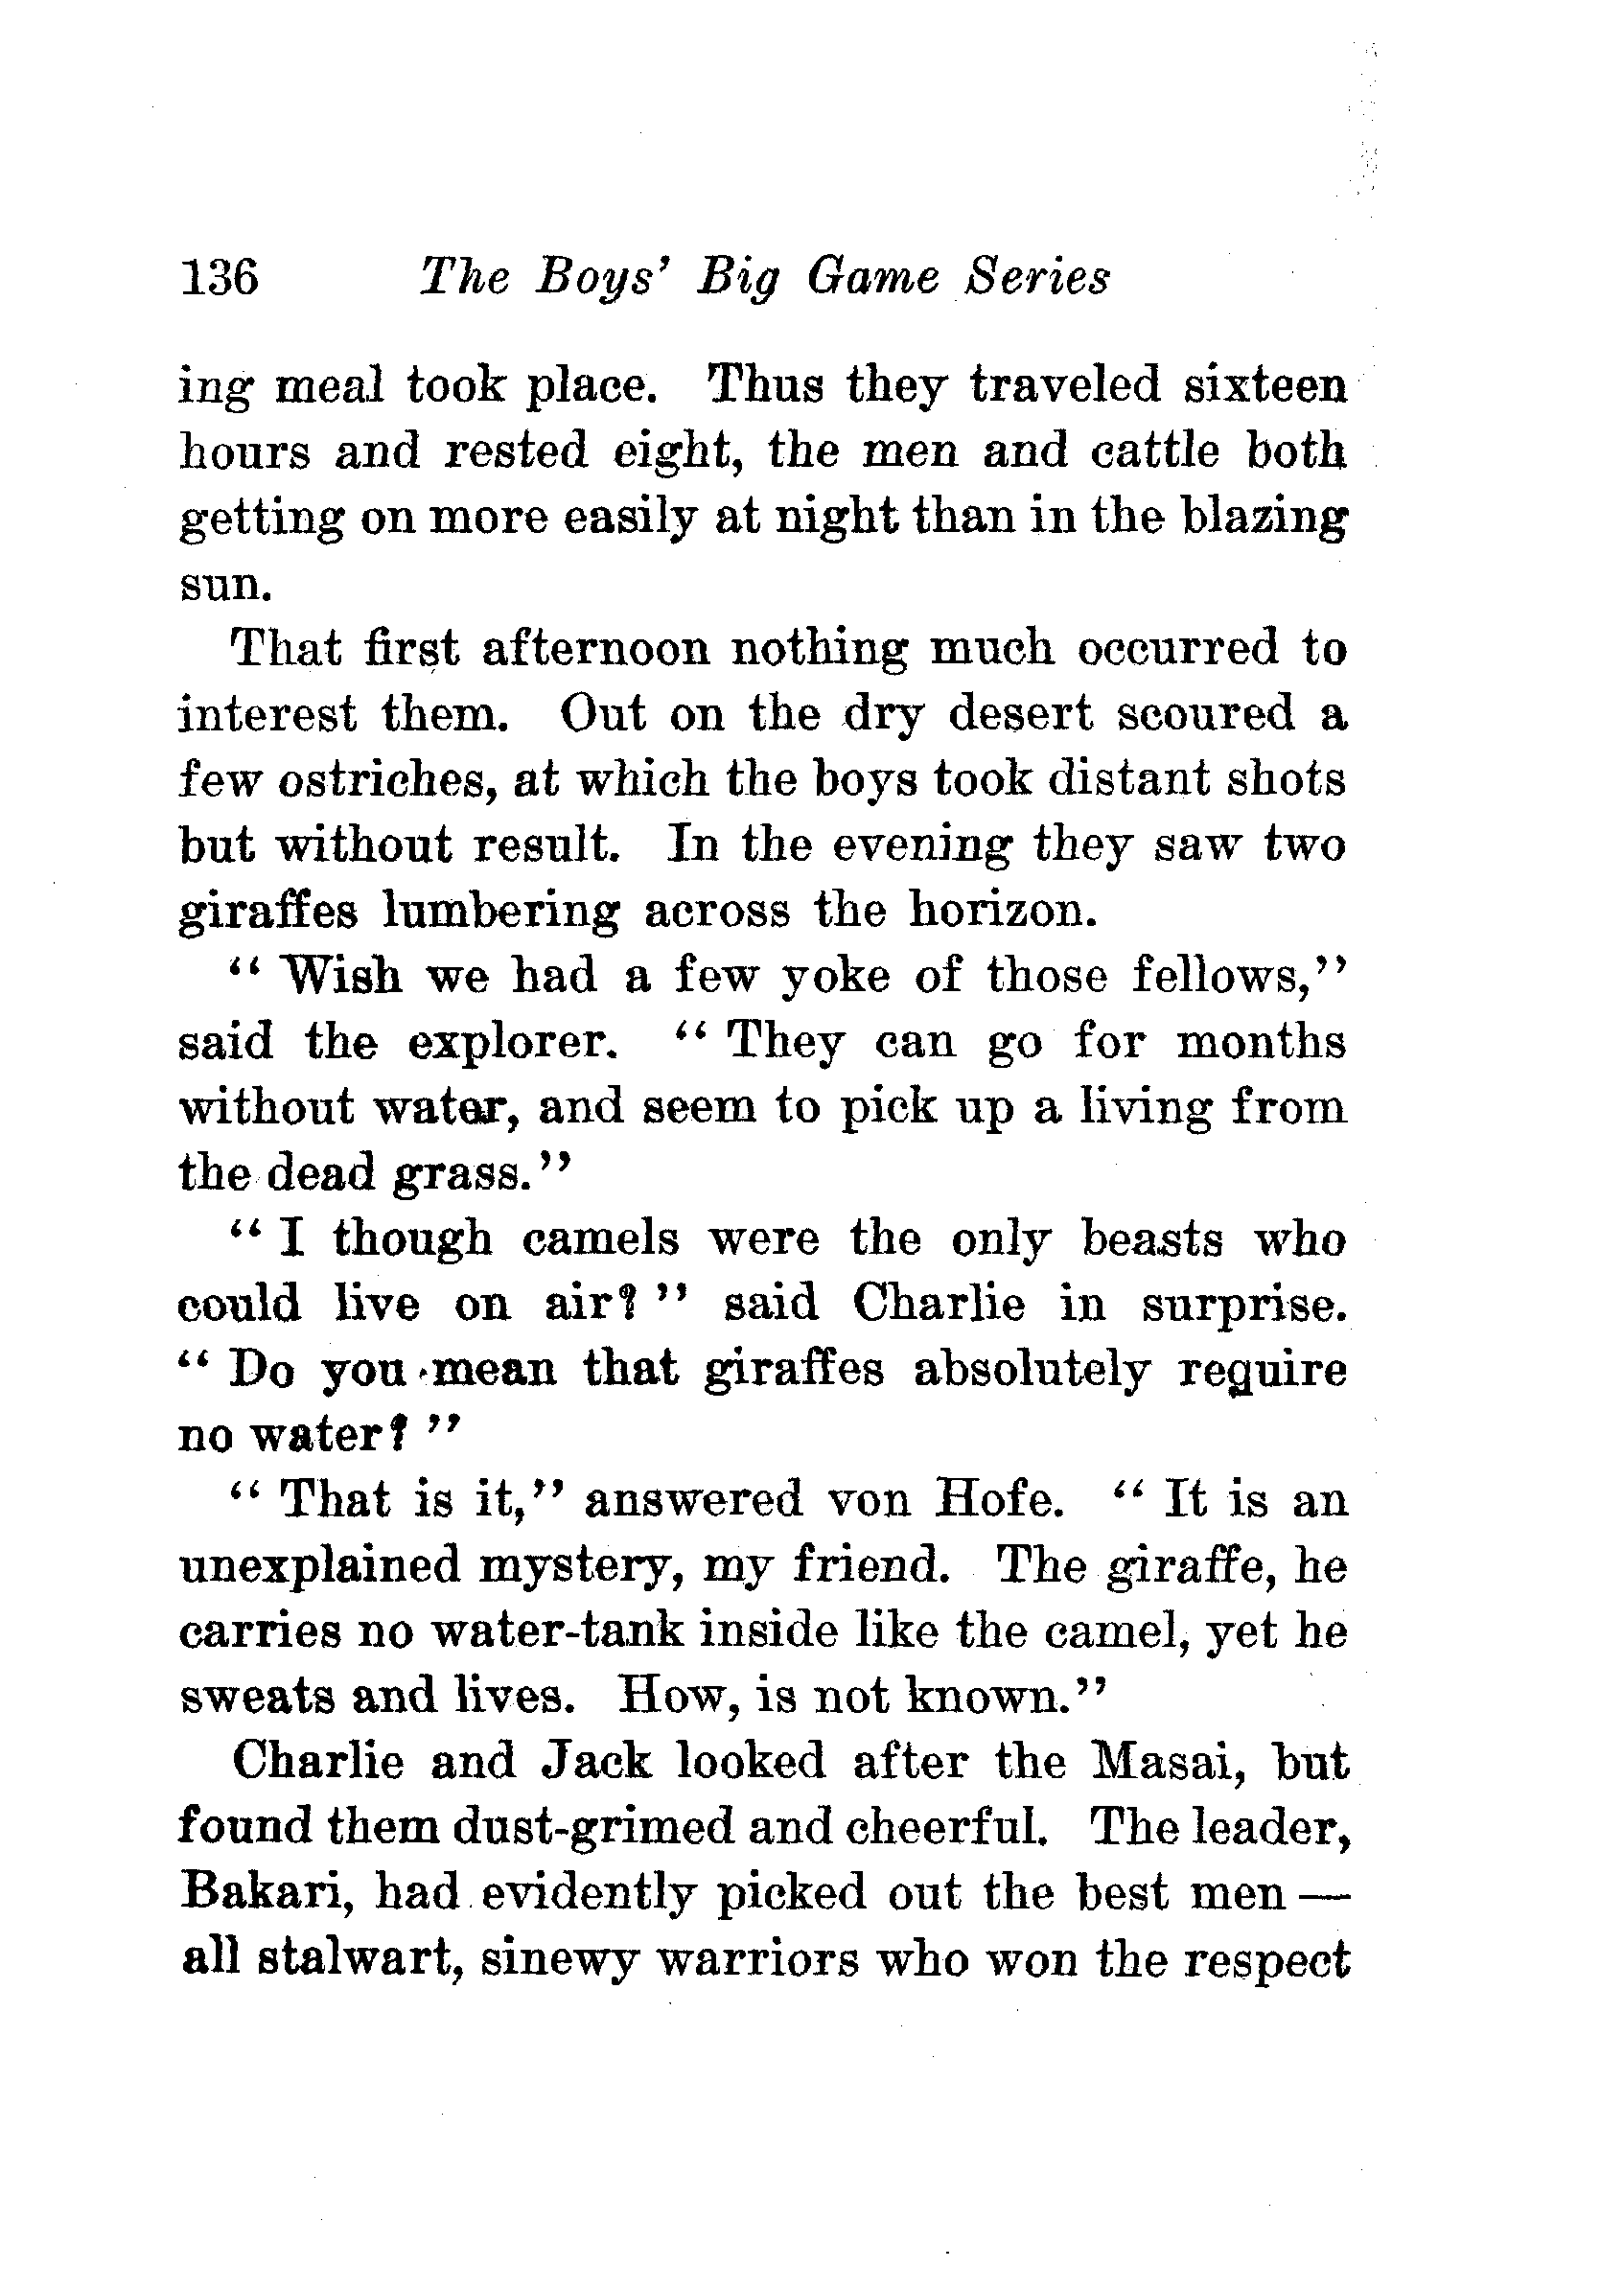 136 The Boys' Big Game Series
ing meal took place. Thus they traveled sixteen
hours and rested eight, the men and cattle both
getting on more easily at night than in the blazing
sun.
That first afternoon nothing much occurred to
interest them. Out on the dry desert scoured a
few ostriches, at which the boys took distant shots
but without result. In the evening they saw two
giraffes lumbering across the horizon.
"Wish we had a few yoke of those fellows,"
said the explorer. "They can go for months
without water, and seem to pick up a living from
the dead grass."
"I though camels were the only beasts who
could live on air?" said Charlie in surprise.
"Do you mean that giraffes absolutely require
no water?"
"That is it," answered von Hofe. "It is an
unexplained mystery, my friend. The giraffe, he
carries no water-tank inside like the camel, yet he
sweats and lives. How, is not known."
Charlie and Jack looked after the Masai, but
found them dust-grimed and cheerful. The leader,
Bakari, had evidently picked out the best men—
all stalwart, sinewy warriors who won the respect